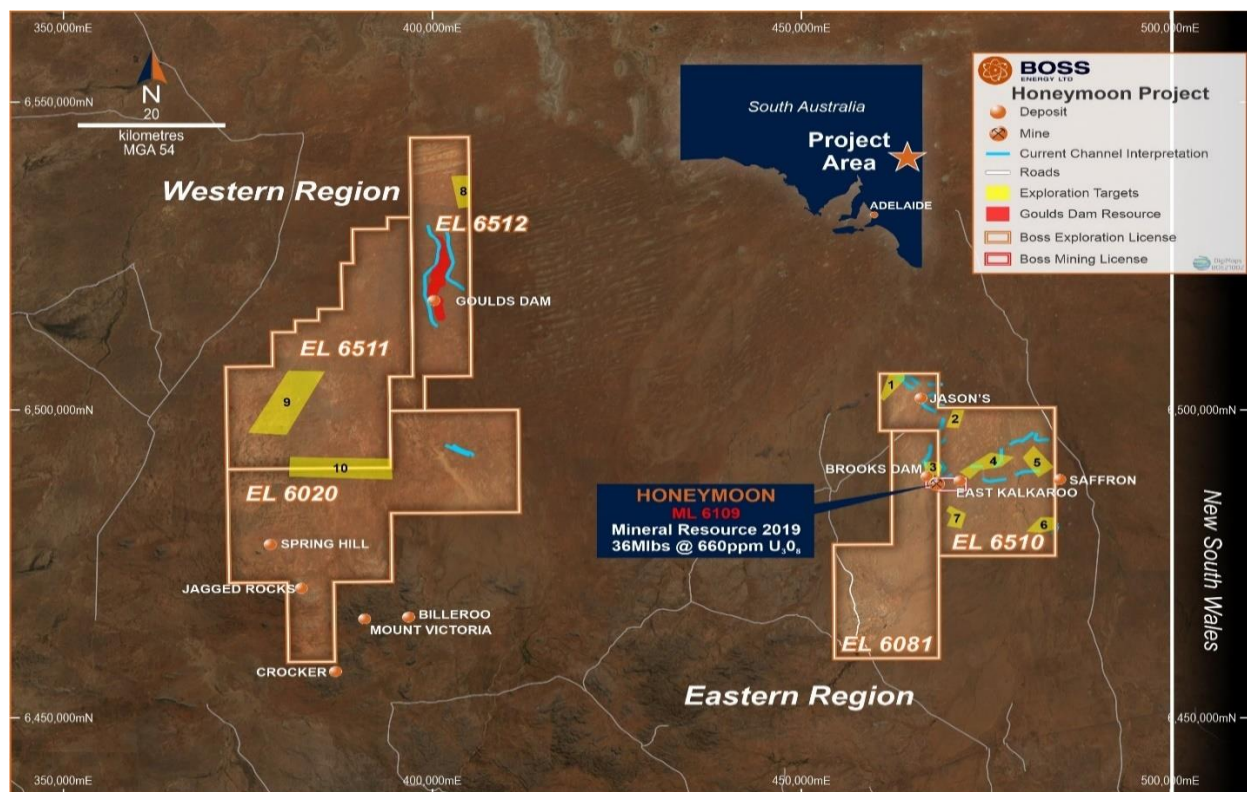 350,000mE
400,000mE
450,000mE
500,000mE
6,550,000mN
6,500,000mN
6,450,000mN
N
20
kilometres
MGA 54
Western Region
EL 6512
8
GOULDS DAM
EL 6511
9
10
EL 6020
SPRING HILL
JAGGED ROCKS
BILLEROO
MOUNT VICTORIA
CROCKER
South Australia
Project
Area
ADELAIDE
BOSS
ENERGY LTD
Honeymoon Project
Deposit
Mine
Current Channel Interpretation
Roads
Exploration Targets
Goulds Dam Resource
Boss Exploration License
Boss Mining License
DigiMaps
1
JASON'S
2
BROOKS DAM
3
4
5
SAFFRON
EAST KALKAROO
7
6
EL 6510
HONEYMOON
ML 6109
Mineral Resource 2019
36Mlbs @ 660ppm U₃0₈
EL 6081
Eastern Region
New South Wales
6,500,000mN
6,450,000mN
350,000mE
400,000mE
450,000mE
500,000mE